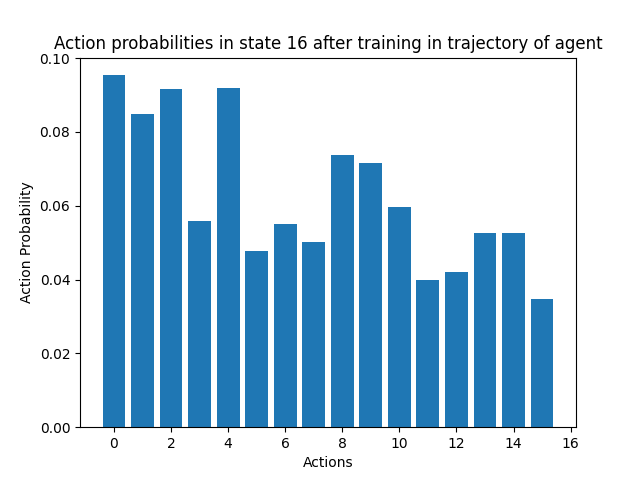 Action probabilities in state 16 after training in trajectory of agent
0.10
0.08
0.06
0.04
0.02
0.00
Action Probability
0 2 4 6 8 10 12 14 16
Actions